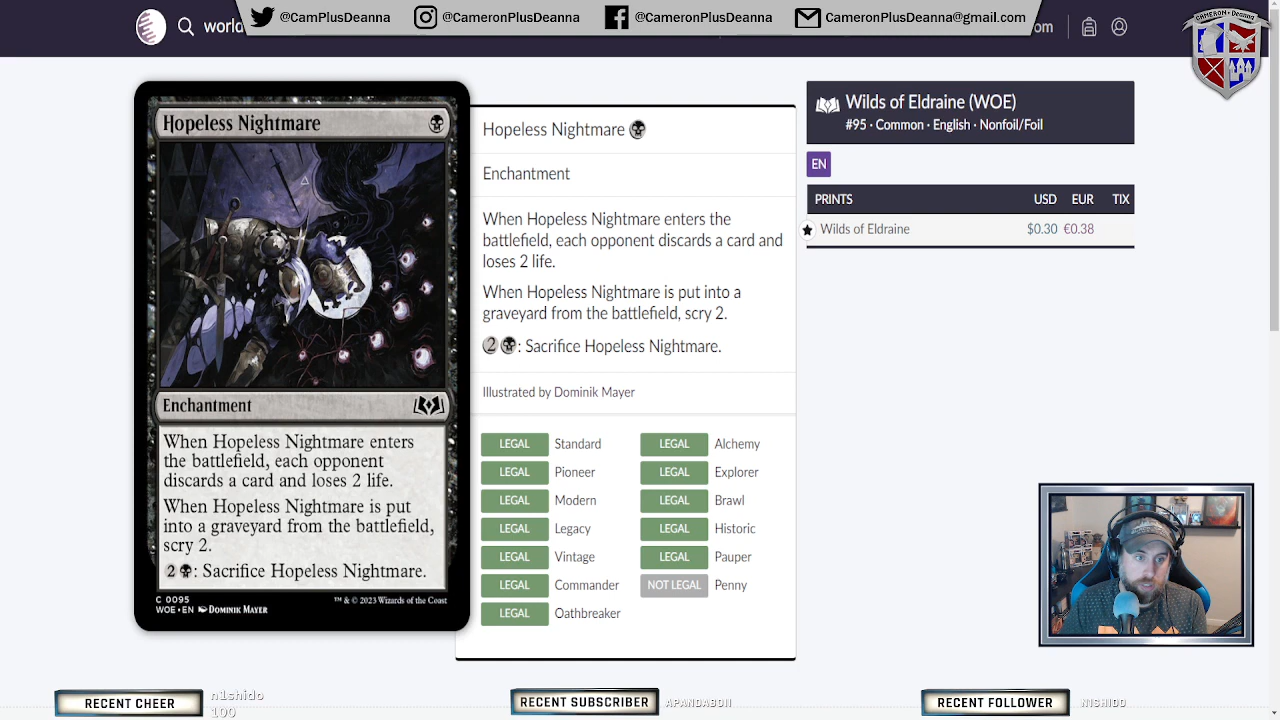 @CamPlusDeanna
@CameronPlusDeanna
@CameronPlusDeanna
CameronPlusDeanna@gmail.com
world
om
CAMERON + Deanna
Hopeless Nightmare
Enchantment
When Hopeless Nightmare enters
the battlefield, each opponent
discards a card and loses 2 life.
When Hopeless Nightmare is put
into a graveyard from the battlefield,
scry 2.
2: Sacrifice Hopeless Nightmare.
C 0095
WOE • EN Dominik Mayer
™ & © 2023 Wizards of the Coast
Hopeless Nightmare
Enchantment
When Hopeless Nightmare enters the
battlefield, each opponent discards a card and
loses 2 life.
When Hopeless Nightmare is put into a
graveyard from the battlefield, scry 2.
2: Sacrifice Hopeless Nightmare.
Illustrated by Dominik Mayer
LEGAL Standard LEGAL Alchemy
LEGAL Pioneer LEGAL Explorer
LEGAL Modern LEGAL Brawl
LEGAL Legacy LEGAL Historic
LEGAL Vintage LEGAL Pauper
LEGAL Commander NOT LEGAL Penny
LEGAL Oathbreaker
Wilds of Eldraine (WOE)
#95 · Common · English · Nonfoil/Foil
EN
PRINTS USD EUR TIX
Wilds of Eldraine $0.30 €0.38
RECENT CHEER n1shido
100
RECENT SUBSCRIBER APANDABOH
RECENT FOLLOWER N1SHIDO